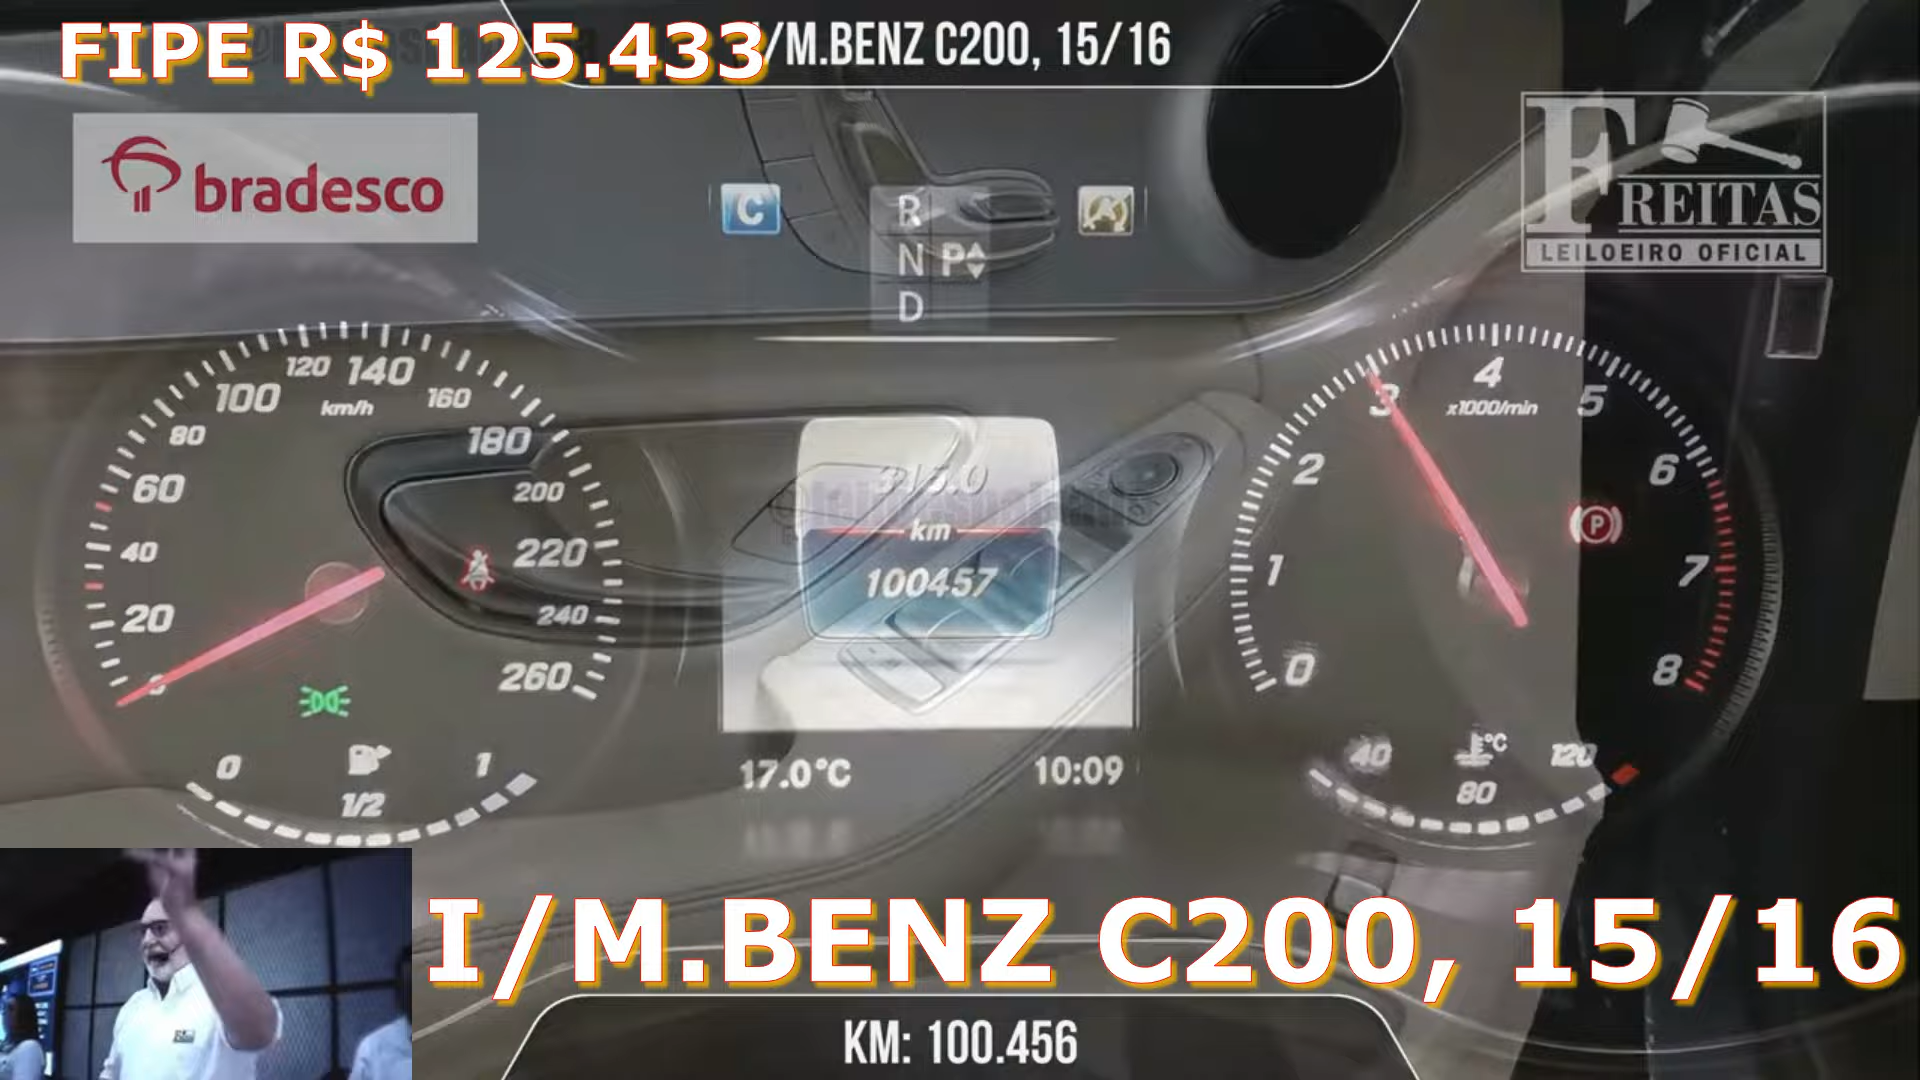 FIPE R$ 125.433
/M.BENZ C200, 15/16
bradesco
FREITAS
LEILOEIRO OFICIAL
C
R
N P
D
A
0 20 40 60 80 100 120 140 160 180 200 220 240 260
km/h
km
100457
0 1 2 3 4 5 6 7 8
x1000/min
P
0 1/2 1
17.0°C
10:09
°C
40 80 120
I/M.BENZ C200, 15/16
KM: 100.456